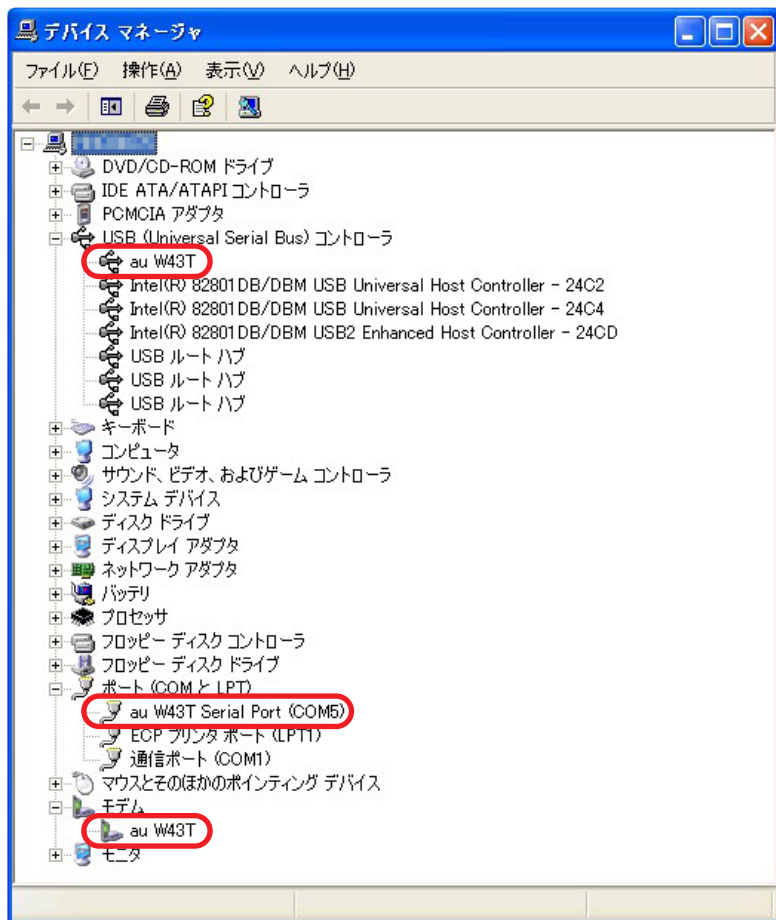 デバイス マネージャ
ファイル(F) 操作(A) 表示(V) ヘルプ(H)
DVD/CD-ROM ドライブ
IDE ATA/ATAPI コントローラ
PCMCIA アダプタ
USB (Universal Serial Bus) コントローラ
au W43T
Intel(R) 82801DB/DBM USB Universal Host Controller - 24C2
Intel(R) 82801DB/DBM USB Universal Host Controller - 24C4
Intel(R) 82801DB/DBM USB2 Enhanced Host Controller - 24CD
USB ルート ハブ
USB ルート ハブ
USB ルート ハブ
キーボード
コンピュータ
サウンド、ビデオ、およびゲーム コントローラ
システム デバイス
ディスク ドライブ
ディスプレイ アダプタ
ネットワーク アダプタ
バッテリ
プロセッサ
フロッピー ディスク コントローラ
フロッピー ディスク ドライブ
ポート (COM と LPT)
au W43T Serial Port (COM5)
ECP プリンタ ポート (LPT1)
通信ポート (COM1)
マウスとそのほかのポインティング デバイス
モデム
au W43T
モニタ